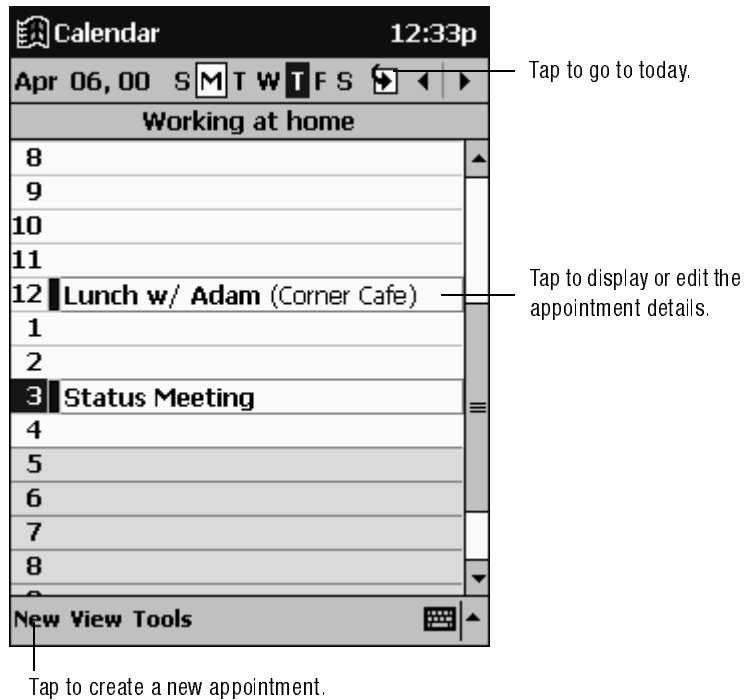 Calendar 12:33p
Apr 06, 00 S M T W T F S
Tap to go to today.
Working at home
8
9
10
11
12 Lunch w/ Adam (Corner Cafe)
Tap to display or edit the
appointment details.
1
2
3 Status Meeting
4
5
6
7
8
New View Tools
Tap to create a new appointment.